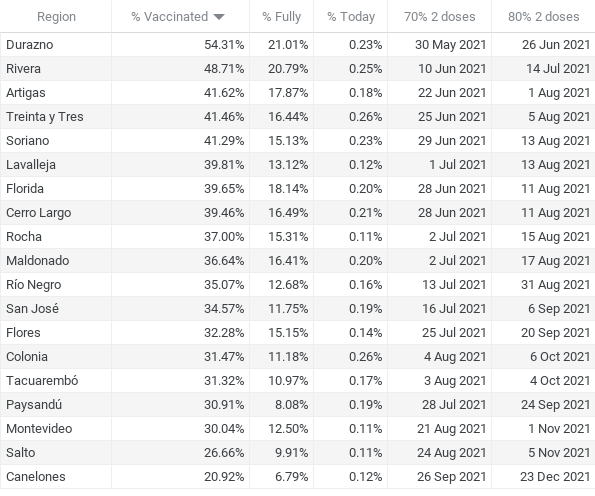 Region % Vaccinated % Fully % Today 70% 2 doses 80% 2 doses
Durazno 54.31% 21.01% 0.23% 30 May 2021 26 Jun 2021
Rivera 48.71% 20.79% 0.25% 10 Jun 2021 14 Jul 2021
Artigas 41.62% 17.87% 0.18% 22 Jun 2021 1 Aug 2021
Treinta y Tres 41.46% 16.44% 0.26% 25 Jun 2021 5 Aug 2021
Soriano 41.29% 15.13% 0.23% 29 Jun 2021 13 Aug 2021
Lavalleja 39.81% 13.12% 0.12% 1 Jul 2021 13 Aug 2021
Florida 39.65% 18.14% 0.20% 28 Jun 2021 11 Aug 2021
Cerro Largo 39.46% 16.49% 0.21% 28 Jun 2021 11 Aug 2021
Rocha 37.00% 15.31% 0.11% 2 Jul 2021 15 Aug 2021
Maldonado 36.64% 16.41% 0.20% 2 Jul 2021 17 Aug 2021
Río Negro 35.07% 12.68% 0.16% 13 Jul 2021 31 Aug 2021
San José 34.57% 11.75% 0.19% 16 Jul 2021 6 Sep 2021
Flores 32.28% 15.15% 0.14% 25 Jul 2021 20 Sep 2021
Colonia 31.47% 11.18% 0.26% 4 Aug 2021 6 Oct 2021
Tacuarembó 31.32% 10.97% 0.17% 3 Aug 2021 4 Oct 2021
Paysandú 30.91% 8.08% 0.19% 28 Jul 2021 24 Sep 2021
Montevideo 30.04% 12.50% 0.11% 21 Aug 2021 1 Nov 2021
Salto 26.66% 9.91% 0.11% 24 Aug 2021 5 Nov 2021
Canelones 20.92% 6.79% 0.12% 26 Sep 2021 23 Dec 2021